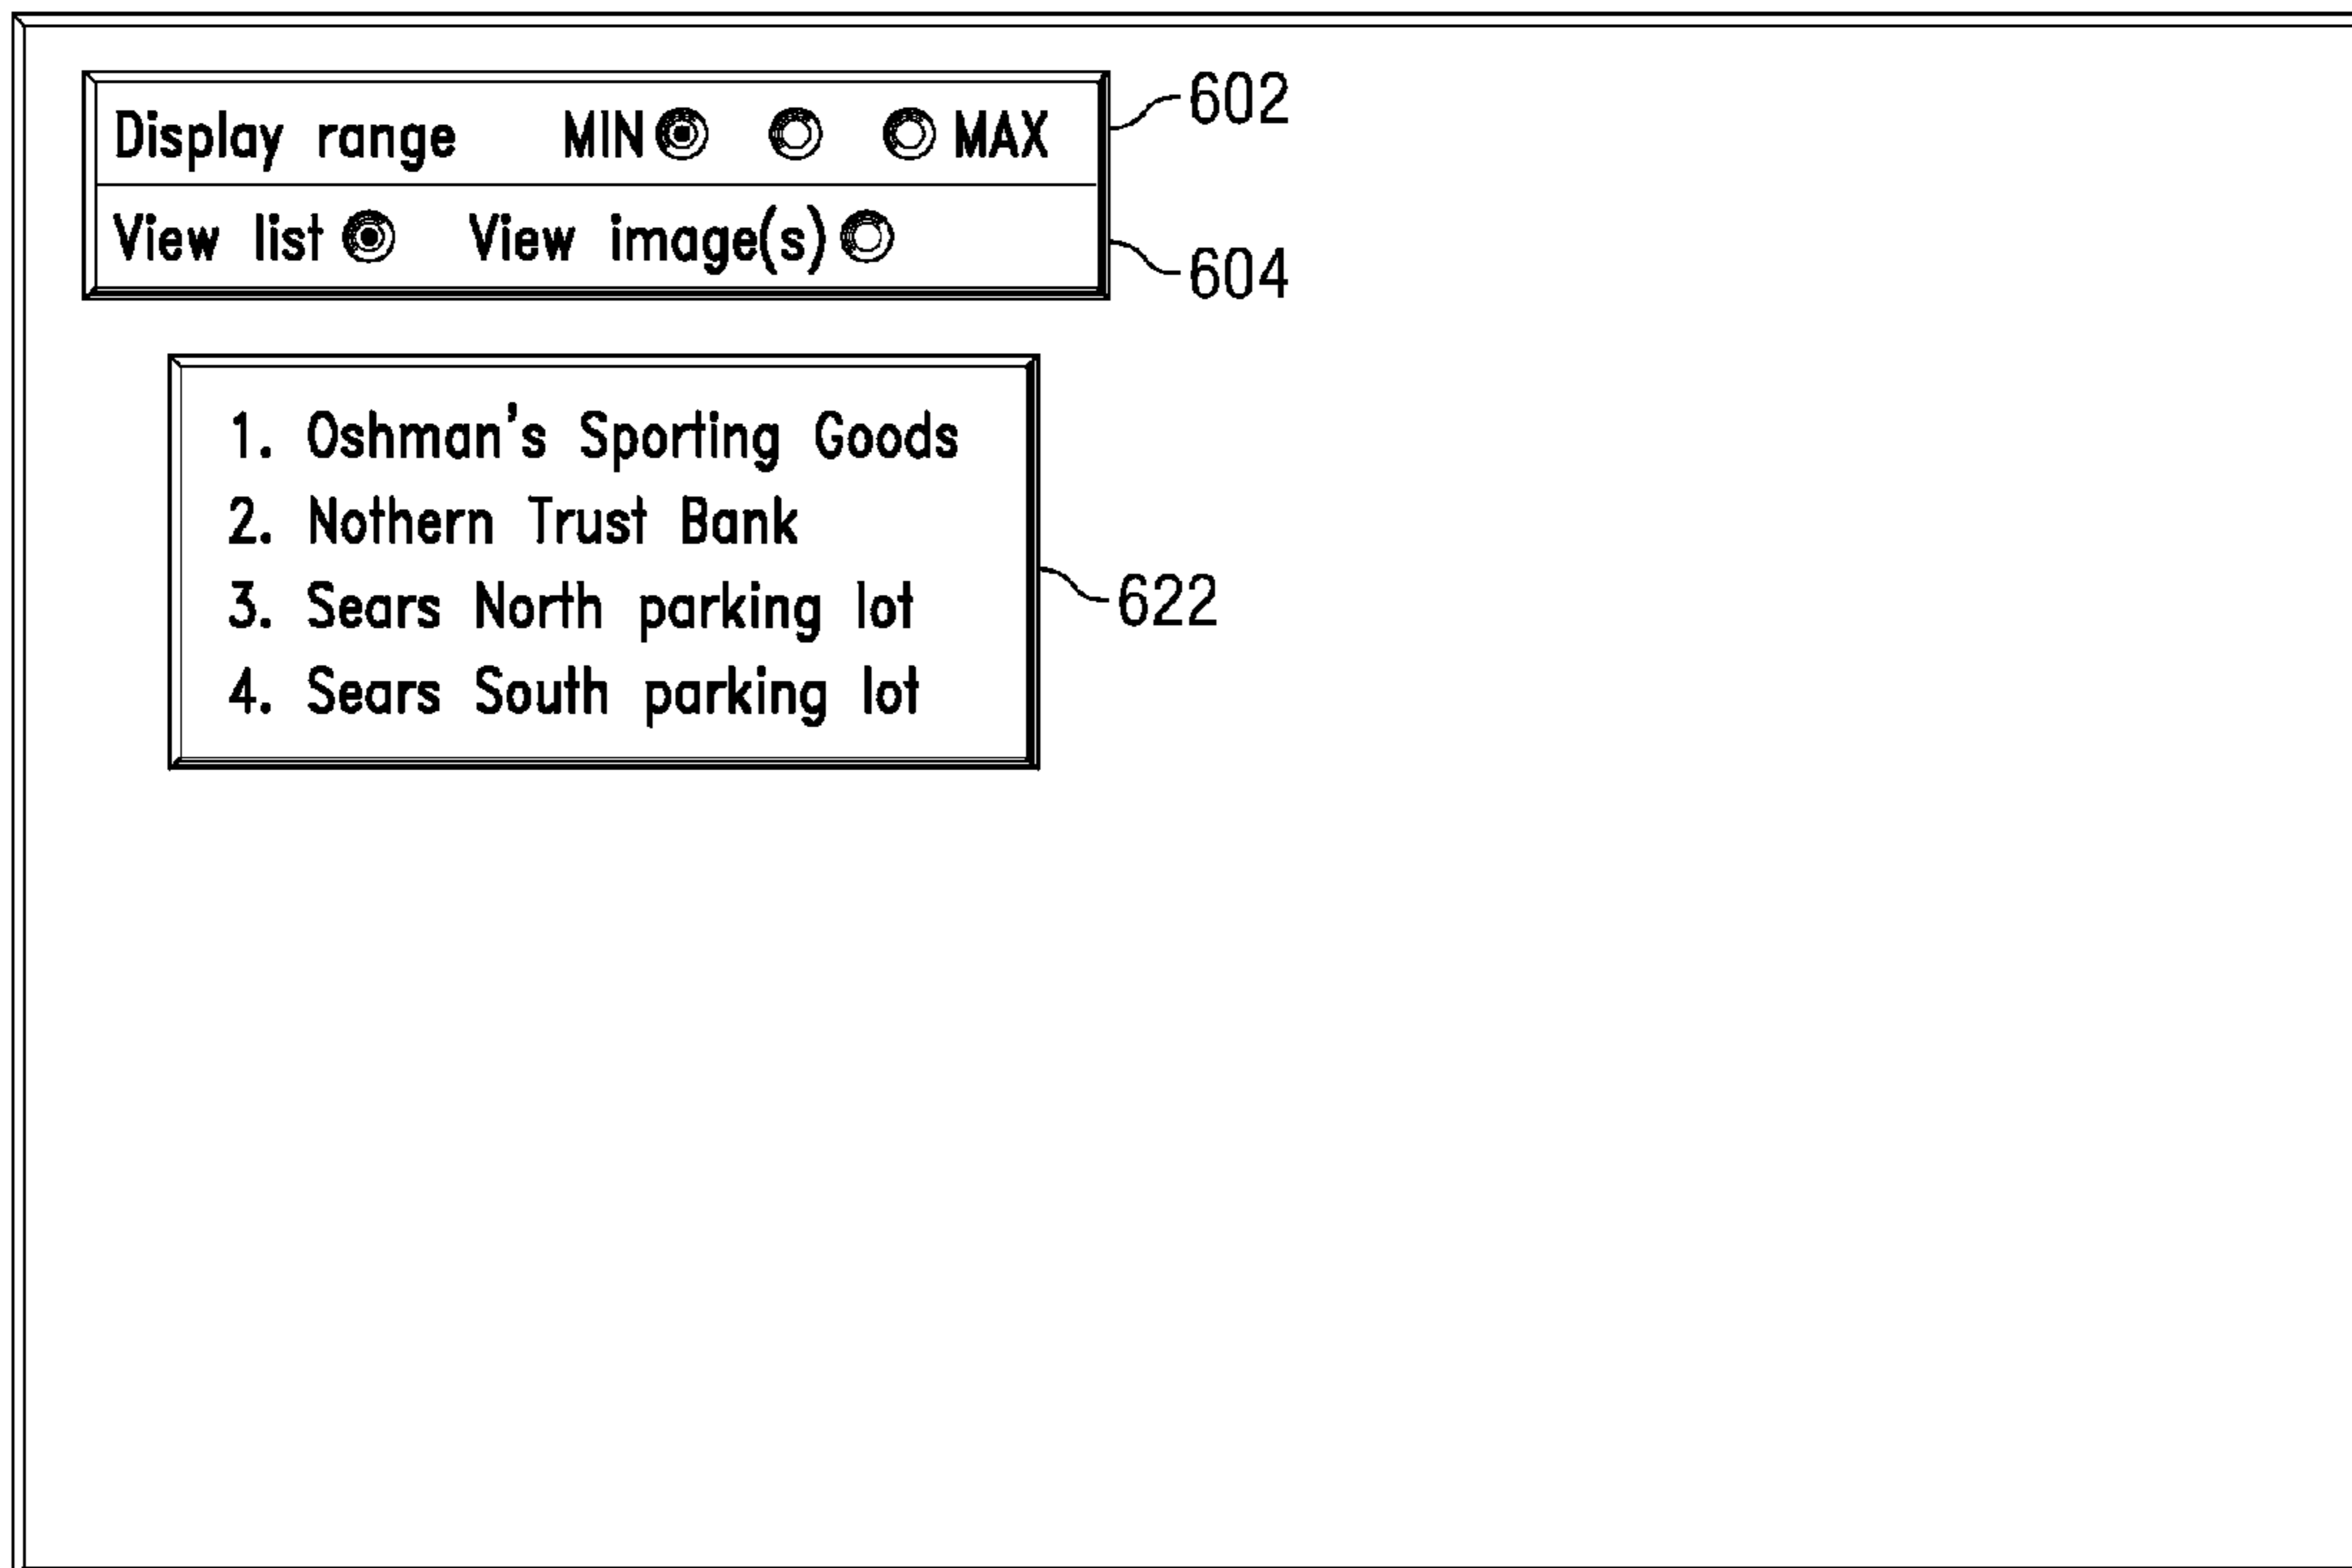 Display range MIN MAX 602
View list View image(s) 604
1. Oshman's Sporting Goods
2. Nothern Trust Bank
3. Sears North parking lot
4. Sears South parking lot
622